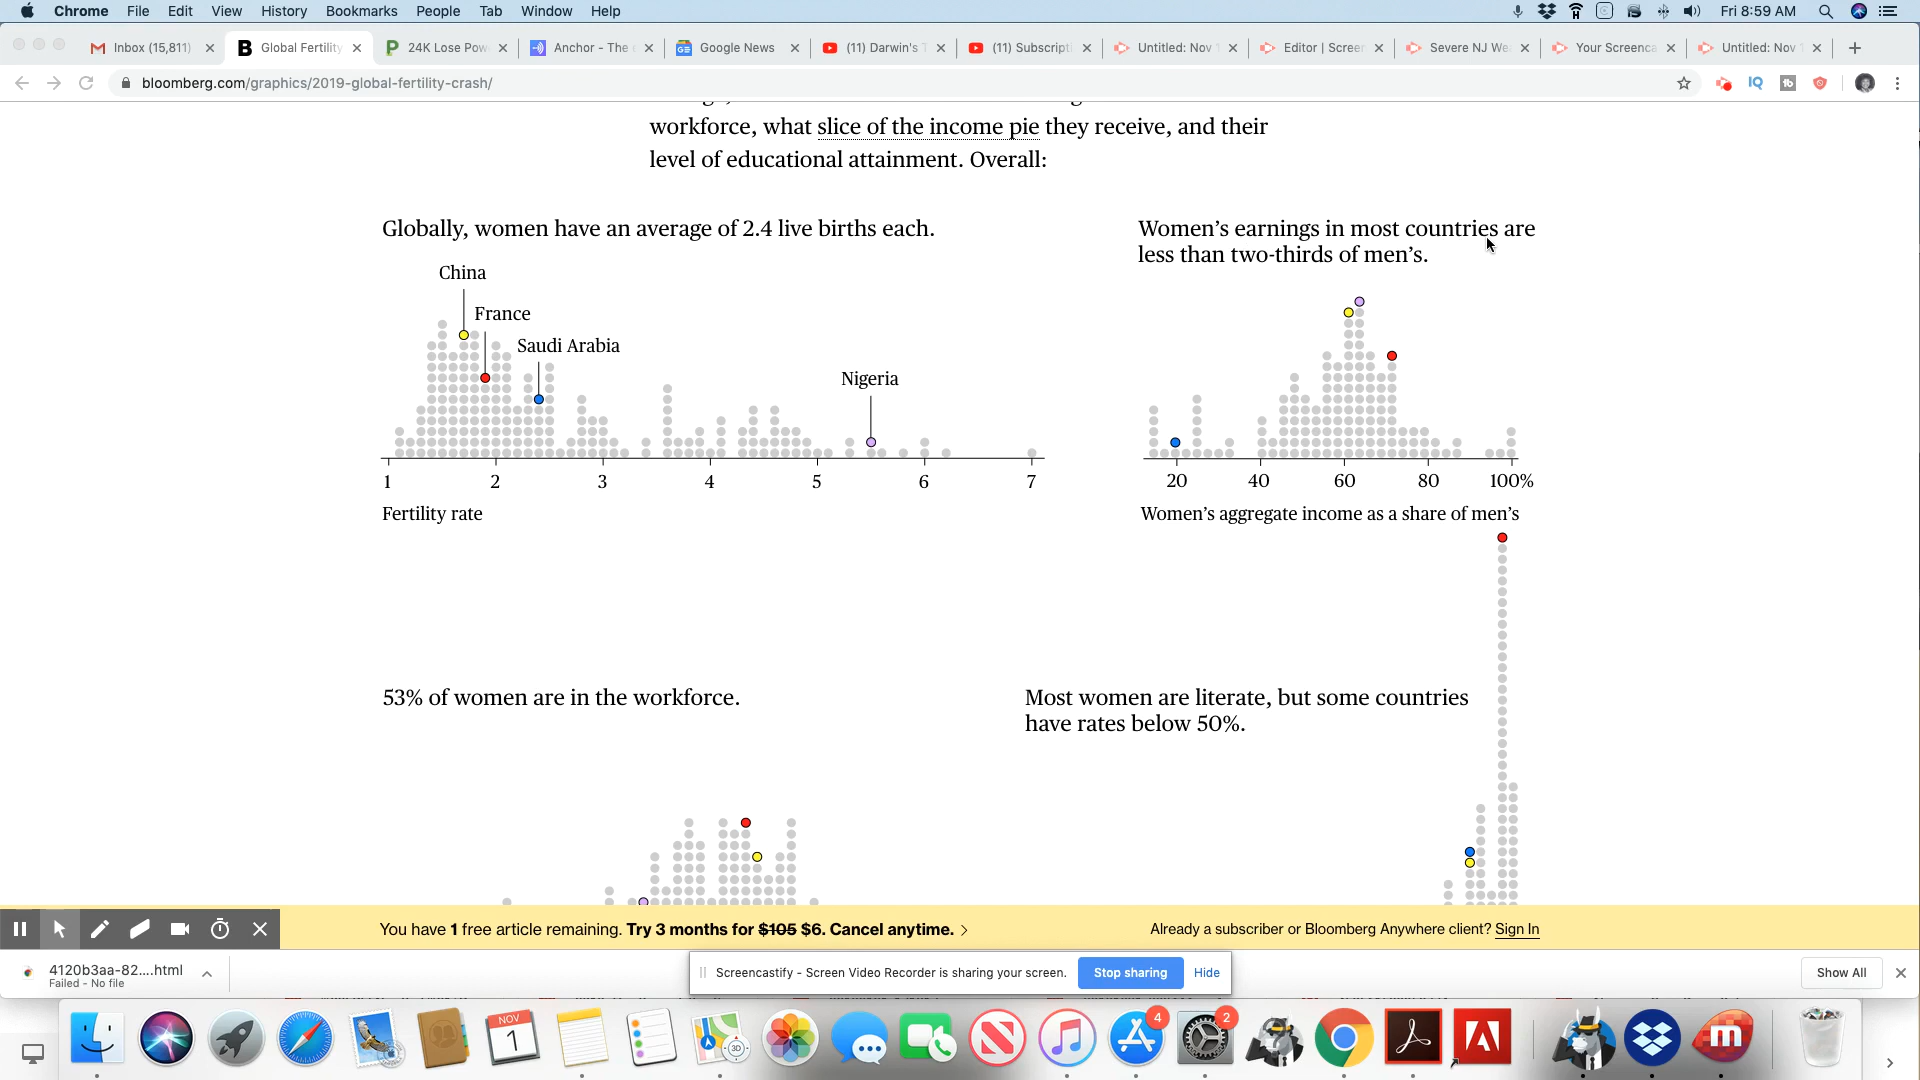 Chrome File Edit View History Bookmarks People Tab Window Help Fri 8:59 AM
Inbox (15,811) Global Fertility 24K Lose Pow Anchor - The Google News (11) Darwin's (11) Subscripti Untitled: Nov Editor | Screen Severe NJ We Your Screenca Untitled: Nov
bloomberg.com/graphics/2019-global-fertility-crash/
IQ tb
workforce, what slice of the income pie they receive, and their
level of educational attainment. Overall:
Globally, women have an average of 2.4 live births each.
China
France
Saudi Arabia
Nigeria
1 2 3 4 5 6 7
Fertility rate
Women's earnings in most countries are
less than two-thirds of men's.
20 40 60 80 100%
Women's aggregate income as a share of men's
53% of women are in the workforce.
Most women are literate, but some countries
have rates below 50%.
You have 1 free article remaining. Try 3 months for $105 $6. Cancel anytime.
Already a subscriber or Bloomberg Anywhere client? Sign In
4120b3aa-82....html
Failed - No file
Screencastify - Screen Video Recorder is sharing your screen. Stop sharing Hide
Show All
NOV
1
3D
4
2